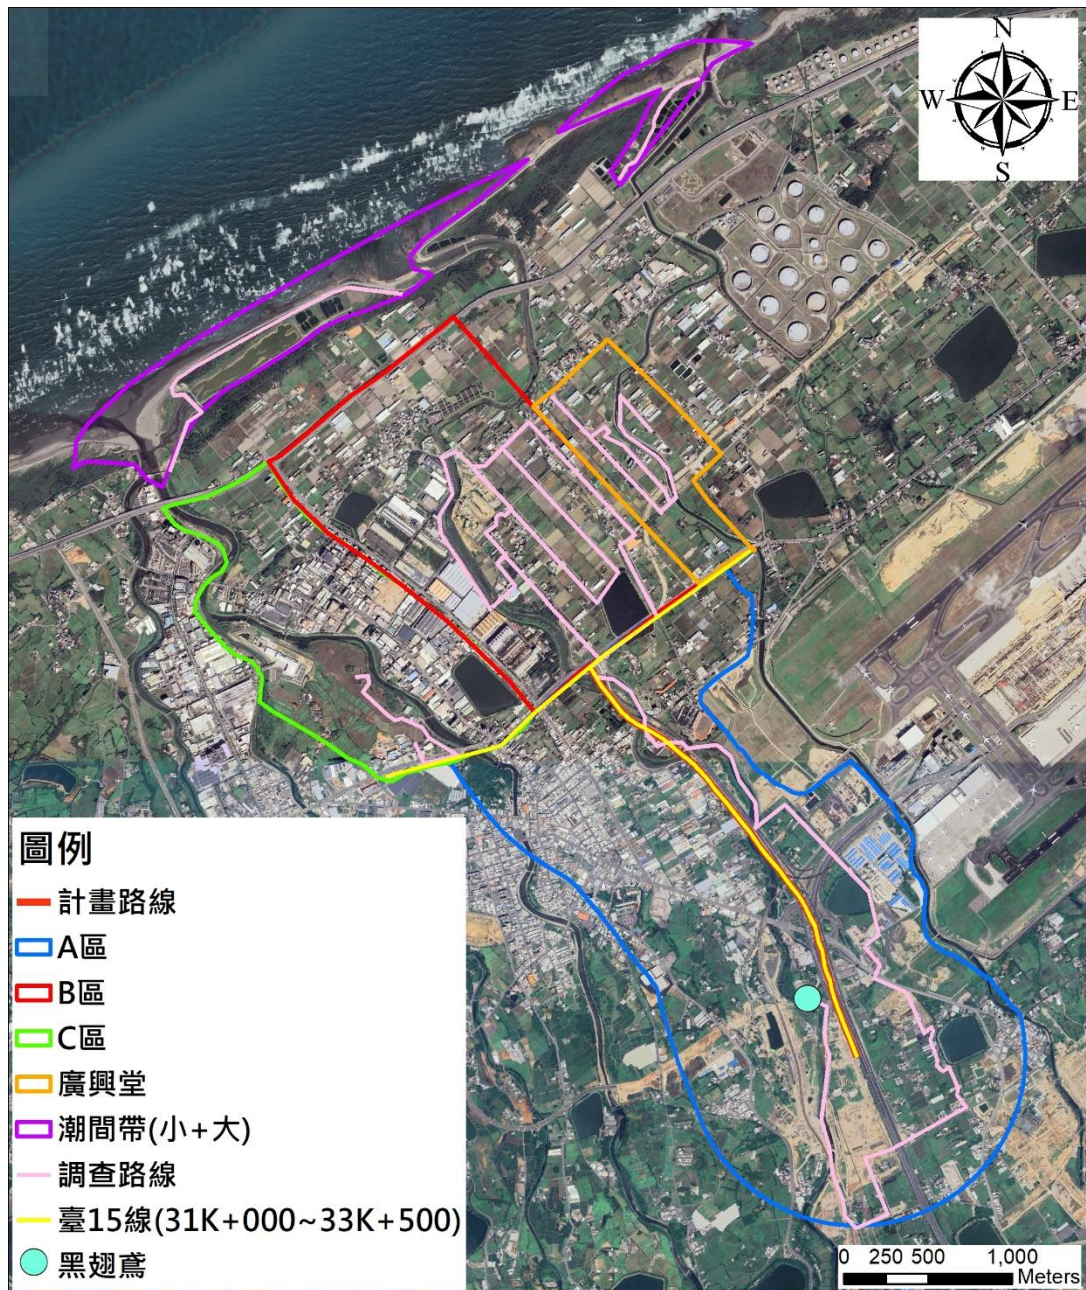 N
W E
S
圖例
計畫路線
A區
B區
C區
廣興堂
潮間帶(小+大)
調查路線
臺15線(31K+000~33K+500)
黑翅鳶
0 250 500 1,000
Meters